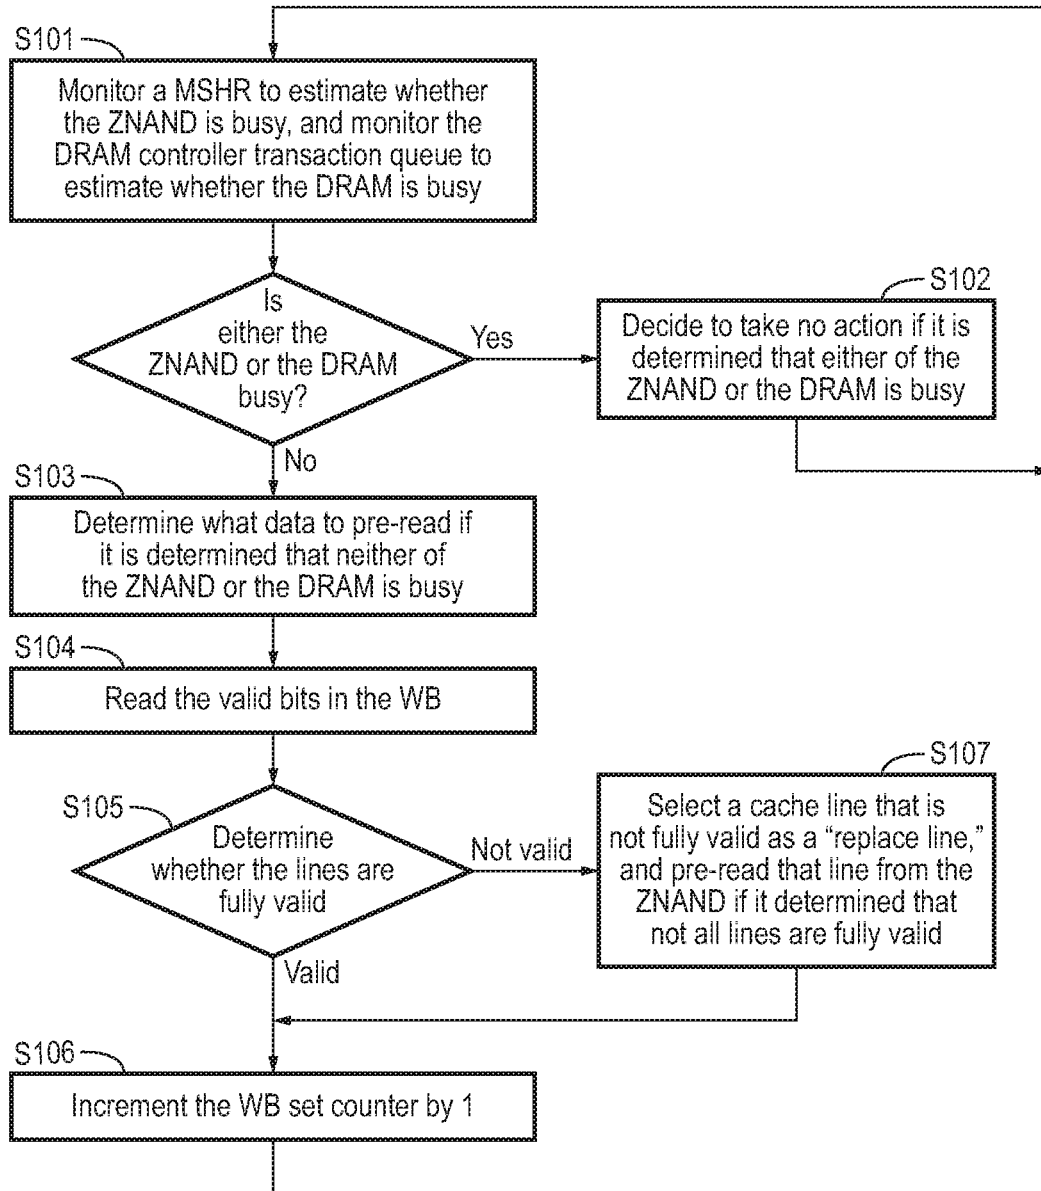 S101
Monitor a MSHR to estimate whether
the ZNAND is busy, and monitor the
DRAM controller transaction queue to
estimate whether the DRAM is busy
Is
either the
ZNAND or the DRAM
busy?
Yes
S102
Decide to take no action if it is
determined that either of the
ZNAND or the DRAM is busy
No
S103
Determine what data to pre-read if
it is determined that neither of
the ZNAND or the DRAM is busy
S104
Read the valid bits in the WB
S105
Determine
whether the lines are
fully valid
Not valid
S107
Select a cache line that is
not fully valid as a “replace line,”
and pre-read that line from the
ZNAND if it determined that
not all lines are fully valid
Valid
S106
Increment the WB set counter by 1